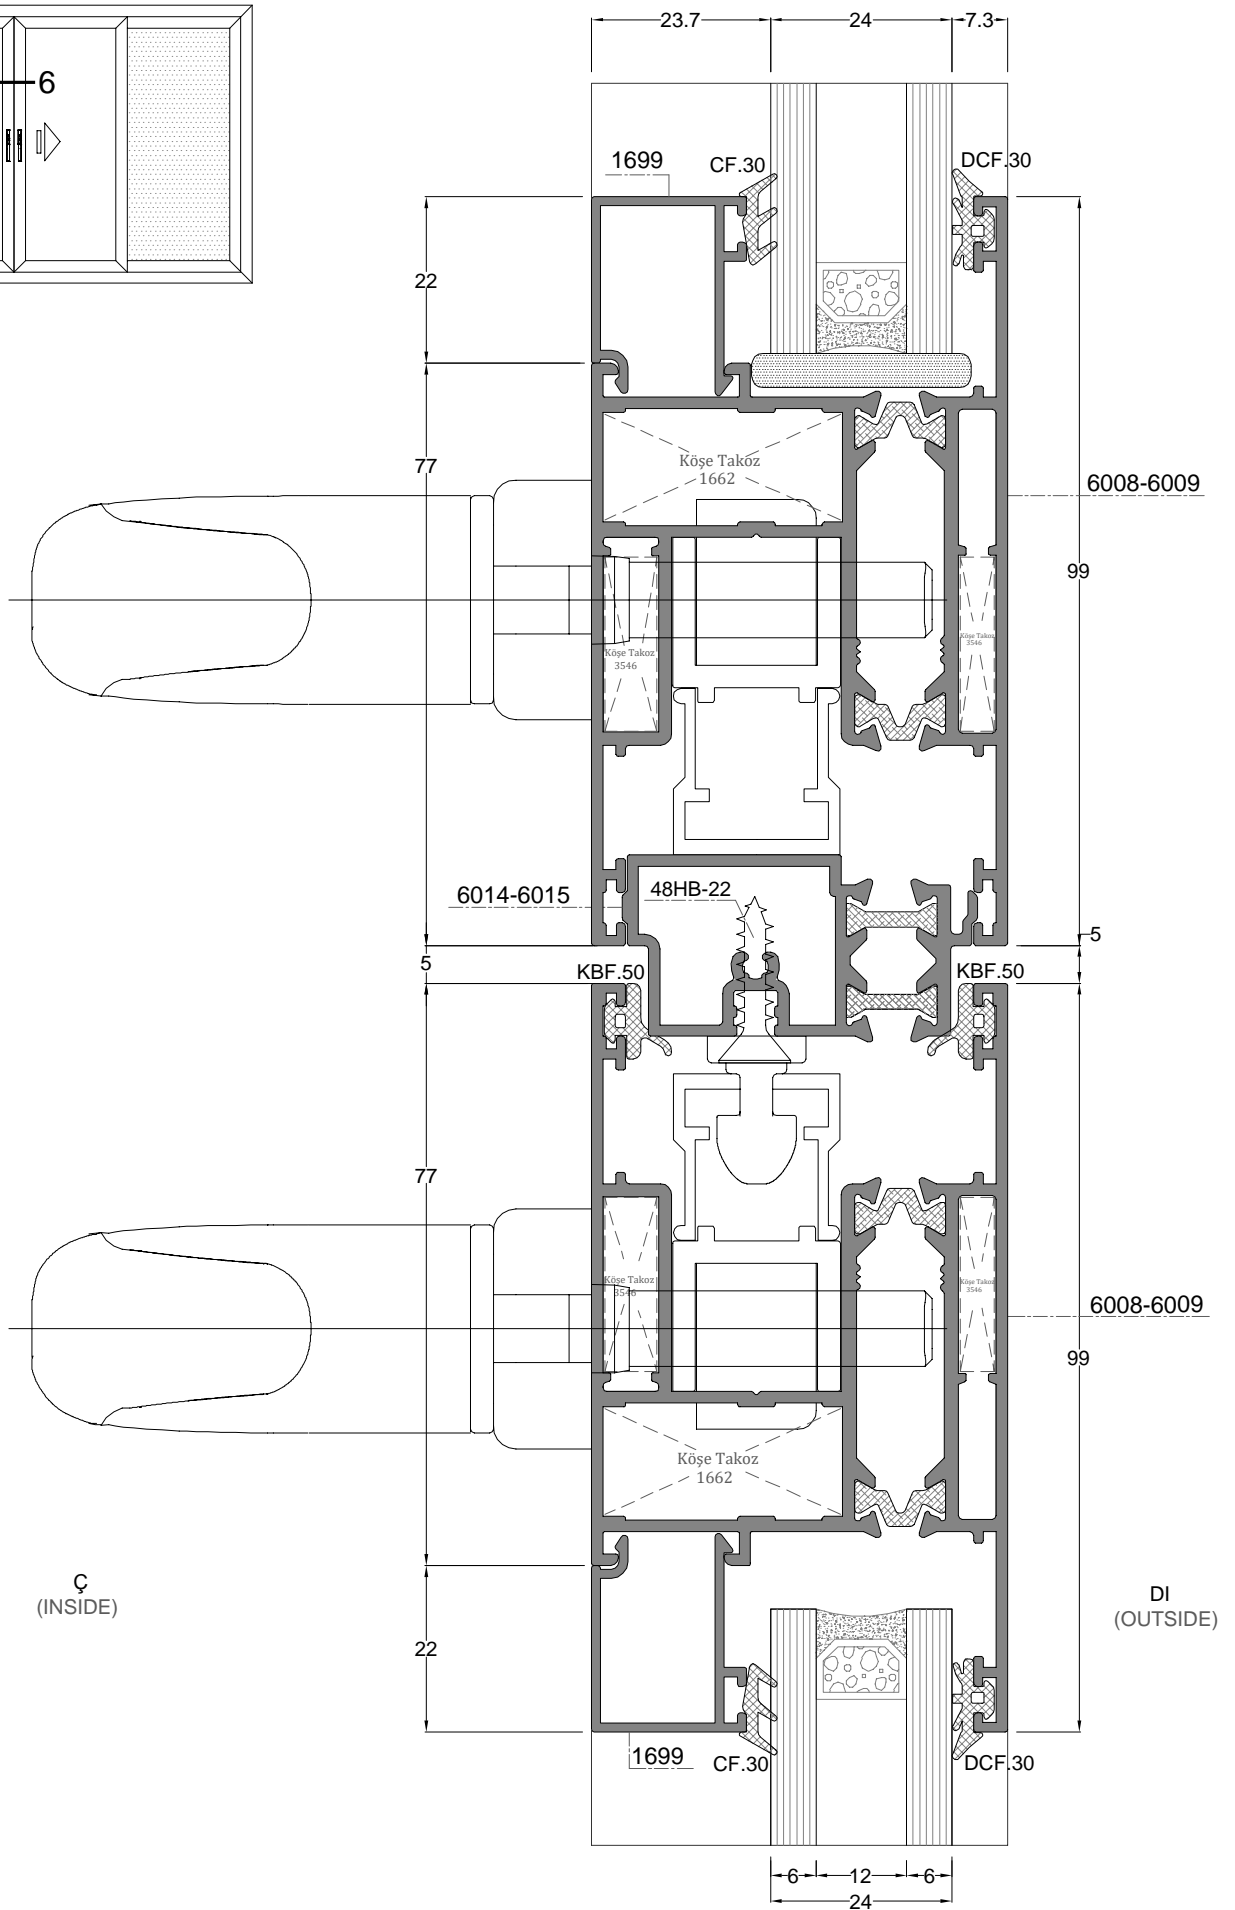 23.7
24
7.3
6
1699
CF.30
DCF.30
22
77
Köşe Takoz
1662
6008-6009
99
Köşe Takoz
3546
Köşe Takoz
3546
6014-6015
48HB-22
5
5
KBF.50
KBF.50
77
Köşe Takoz
3546
Köşe Takoz
3546
6008-6009
99
Köşe Takoz
1662
Ç
(INSIDE)
DI
(OUTSIDE)
22
1699
CF.30
DCF.30
6
12
6
24